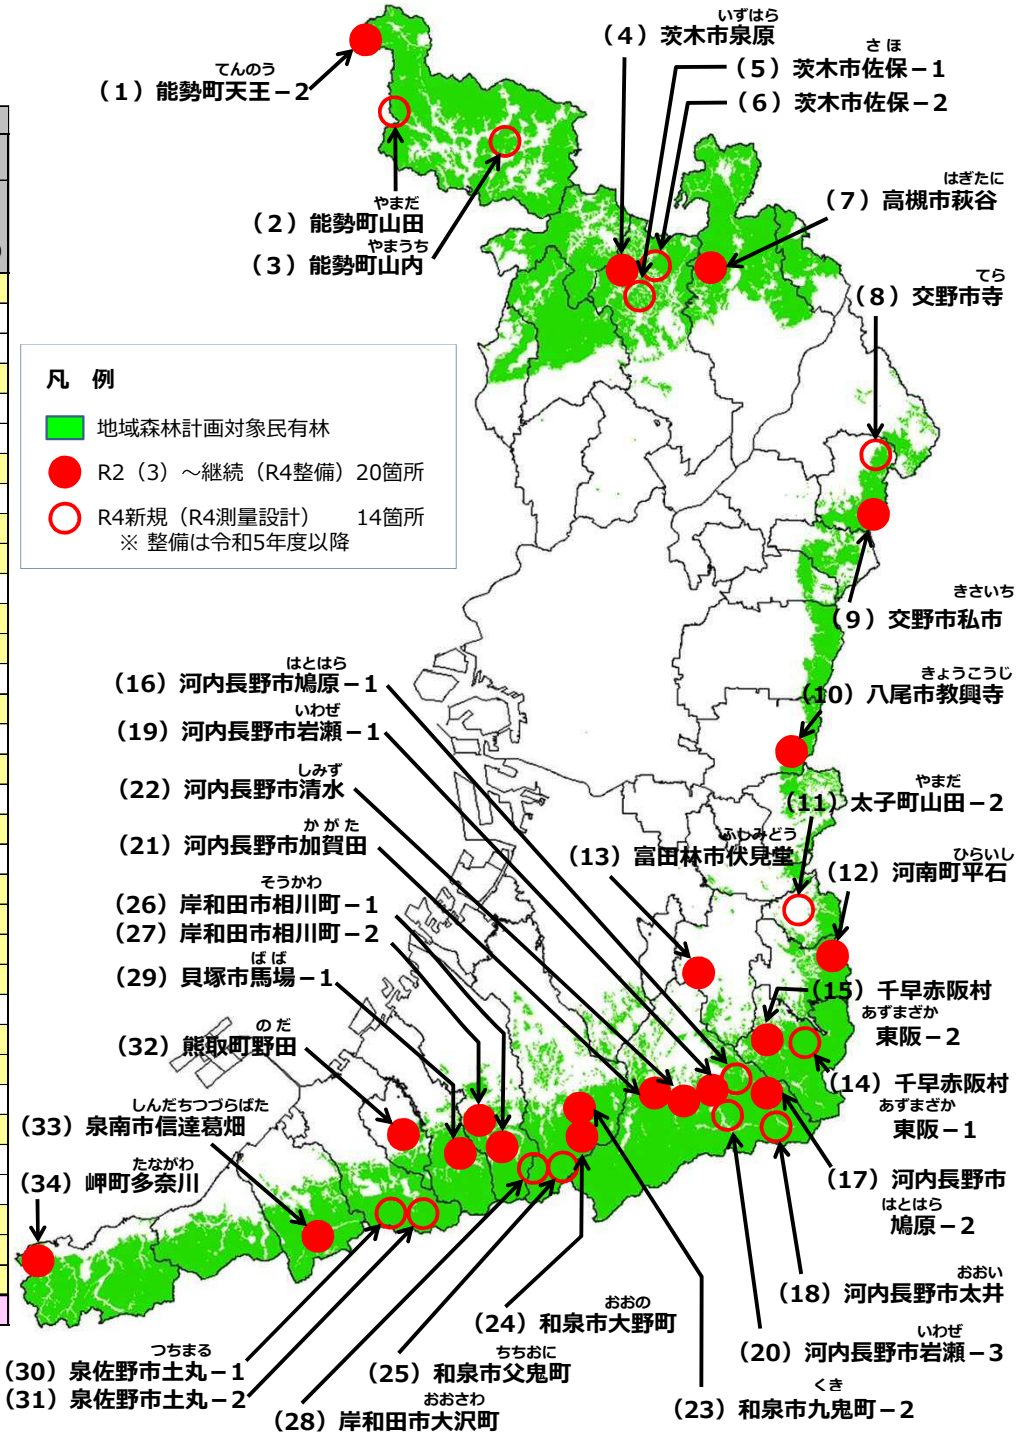 いずはら
（4）茨木市泉原
さ ほ
（5）茨木市佐保－1
（6）茨木市佐保－2
てんのう
（1）能勢町天王－2
はぎたに
（7）高槻市萩谷
やまだ
（2）能勢町山田
やまうち
（3）能勢町山内
てら
（8）交野市寺
凡 例
地域森林計画対象民有林
R2（3）～継続（R4整備）20箇所
R4新規（R4測量設計） 14箇所
※ 整備は令和5年度以降
きさいち
（9）交野市私市
はとはら
（16）河内長野市鳩原－1
きょうこうじ
（10）八尾市教興寺
いわぜ
（19）河内長野市岩瀬－1
しみず
（22）河内長野市清水
やまだ
（11）太子町山田－2
か が た
（21）河内長野市加賀田
ふしみどう
（13）富田林市伏見堂
ひらいし
（12）河南町平石
そうかわ
（26）岸和田市相川町－1
（27）岸和田市相川町－2
ば ば
（29）貝塚市馬場－1
（15）千早赤阪村
あずまざか
東阪－2
の だ
（32）熊取町野田
（14）千早赤阪村
あずまざか
東阪－1
しんだちつづらばた
（33）泉南市信達葛畑
たながわ
（34）岬町多奈川
（17）河内長野市
はとはら
鳩原－2
おおい
（18）河内長野市太井
おおの
（24）和泉市大野町
いわぜ
（20）河内長野市岩瀬－3
つちまる
（30）泉佐野市土丸－1
（31）泉佐野市土丸－2
ちちおに
（25）和泉市父鬼町
くき
（23）和泉市九鬼町－2
おおさわ
（28）岸和田市大沢町